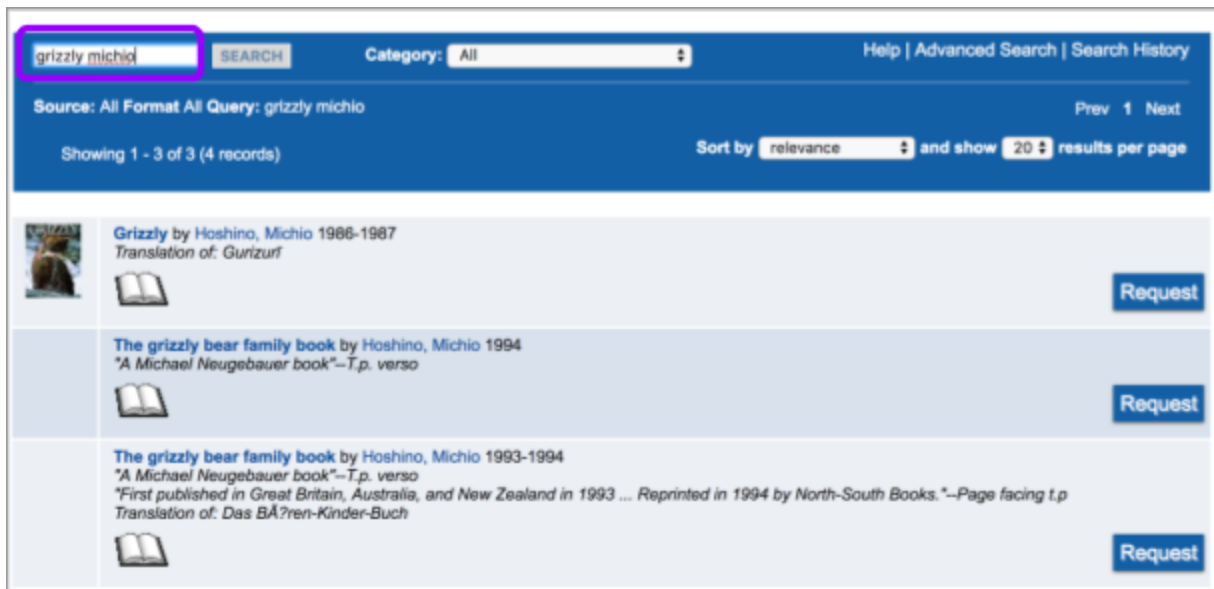 grizzly michio SEARCH Category: All Help | Advanced Search | Search History
Source: All Format All Query: grizzly michio Prev 1 Next
Showing 1 - 3 of 3 (4 records) Sort by relevance and show 20 results per page
Grizzly by Hoshino, Michio 1986-1987
Translation of: Gurizurī
Request
The grizzly bear family book by Hoshino, Michio 1994
"A Michael Neugebauer book"--T.p. verso
Request
The grizzly bear family book by Hoshino, Michio 1993-1994
"A Michael Neugebauer book"--T.p. verso
"First published in Great Britain, Australia, and New Zealand in 1993 ... Reprinted in 1994 by North-South Books."--Page facing t.p
Translation of: Das BÃ?ren-Kinder-Buch
Request